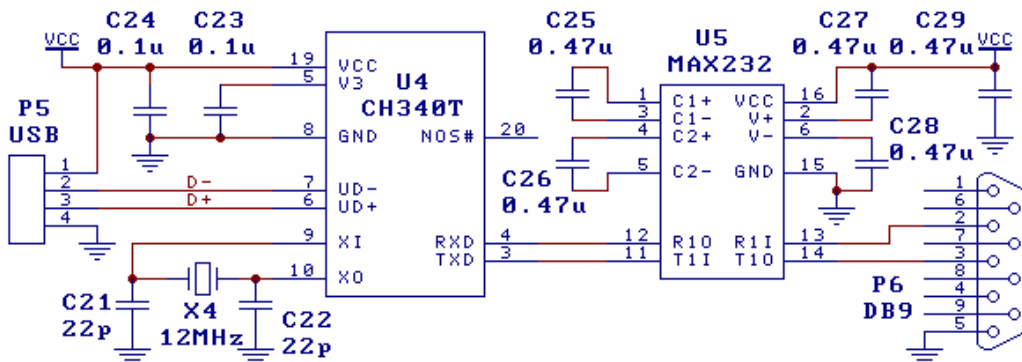 C24 C23
0.1u 0.1u
VCC
P5
USB
1
2
3
4
D-
D+
19 VCC
5 V3
8 GND
7 UD-
6 UD+
9 XI
10 XO
U4
CH340T
NOS# 20
RXD 4
TXD 3
C21
22p
X4
12MHz
C22
22p
C25
0.47u
C26
0.47u
U5
MAX232
1 C1+
3 C1-
4 C2+
5 C2-
12 R1O
11 T1I
VCC 16
V+ 2
V- 6
GND 15
R1I 13
T1O 14
C27 C29
0.47u 0.47u
VCC
C28
0.47u
P6
DB9
1
6
2
7
3
8
4
9
5